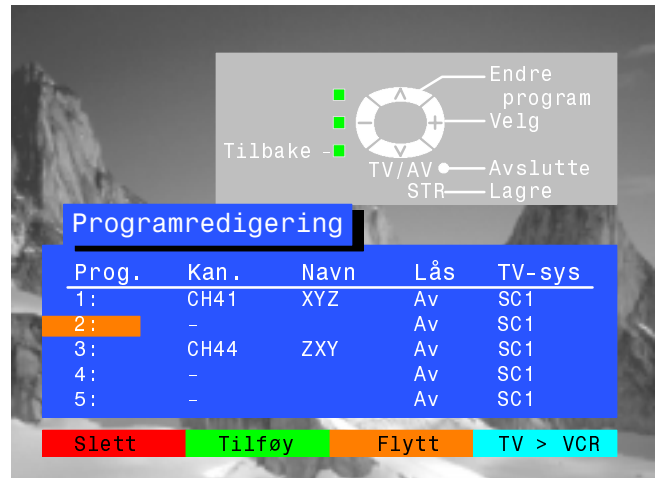 Endre
program
Velg
Tilbake
TV/AV Avslutte
STR Lagre
Programredigering
Prog. Kan. Navn Lås TV-sys
1: CH41 XYZ Av SC1
2: – Av SC1
3: CH44 ZXY Av SC1
4: – Av SC1
5: – Av SC1
Slett Tilføy Flytt TV > VCR